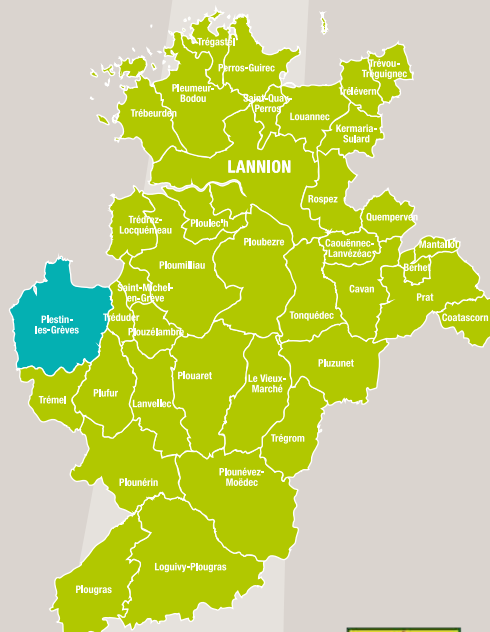 Trégastel
Perros-Guirec
Trévou-
Tréguignec
Pleumeur-
Bodou
Saint-Quay-
Perros
Trélévern
Trébeurden
Louannec
Kermaria-
Sulard
LANNION
Rospez
Trédrez-
Locquémeau
Ploulec'h
Quemperven
Ploubezre
Caouënnec-
Lanvézéac
Mantallot
Ploumilliau
Berhet
Saint-Michel-
en-Grève
Cavan
Prat
Plestin-
les-Grèves
Tréduder
Tonquédec
Coatascorn
Plouzélambre
Pluzunet
Trémel
Plufur
Lanvellec
Plouaret
Le Vieux-
Marché
Trégrom
Plounérin
Plounévez-
Moëdec
Loguivy-Plougras
Plougras